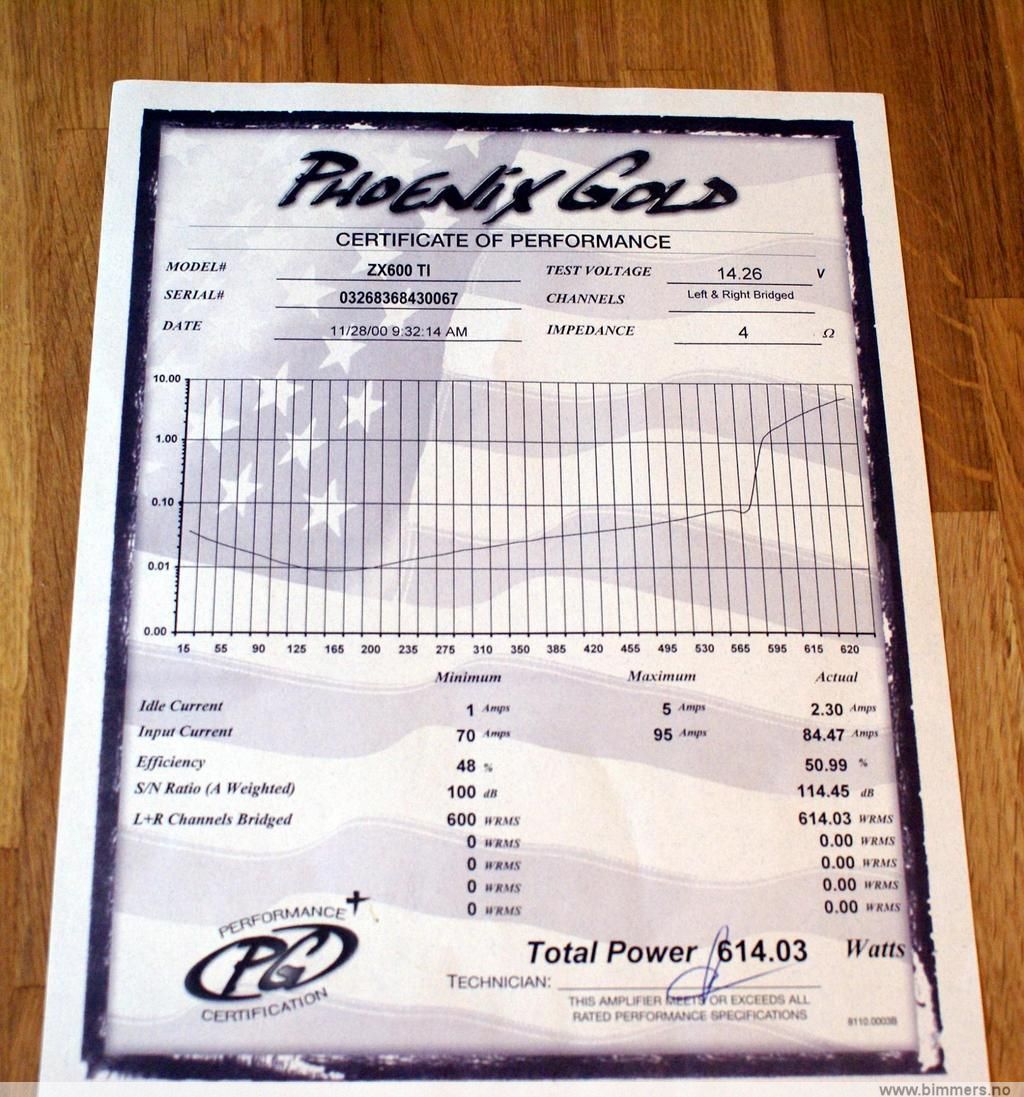 PHOENIX GOLD
CERTIFICATE OF PERFORMANCE
MODEL# ZX600 TI TEST VOLTAGE 14.26 V
SERIAL# 03268368430067 CHANNELS Left & Right Bridged
DATE 11/28/00 9:32:14 AM IMPEDANCE 4 Ω
10.00
1.00
0.10
0.01
0.00
15 55 90 125 165 200 235 275 310 350 385 420 455 495 530 565 595 615 620
Minimum Maximum Actual
Idle Current 1 Amps 5 Amps 2.30 Amps
Input Current 70 Amps 95 Amps 84.47 Amps
Efficiency 48 % 50.99 %
S/N Ratio (A Weighted) 100 dB 114.45 dB
L+R Channels Bridged 600 WRMS 614.03 WRMS
0 WRMS 0.00 WRMS
0 WRMS 0.00 WRMS
0 WRMS 0.00 WRMS
0 WRMS 0.00 WRMS
PERFORMANCE+
PG
CERTIFICATION
Total Power 614.03 Watts
TECHNICIAN:
THIS AMPLIFIER MEETS OR EXCEEDS ALL
RATED PERFORMANCE SPECIFICATIONS
8110.0003B
www.bimmers.no